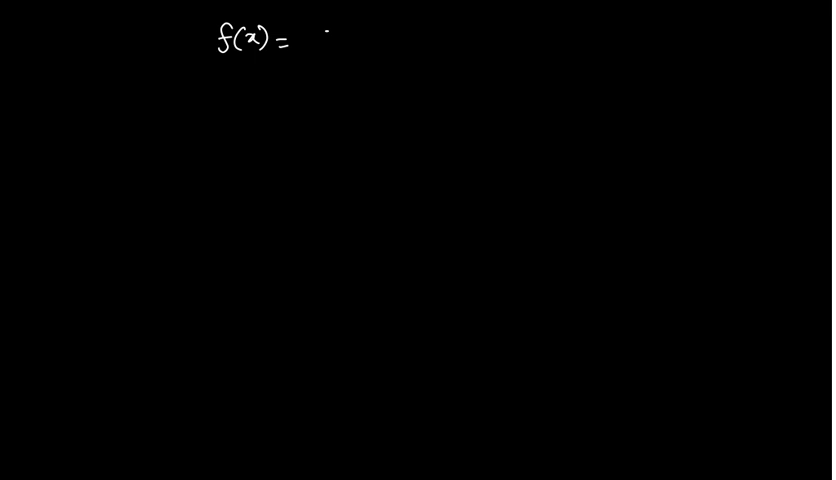 f(x) =